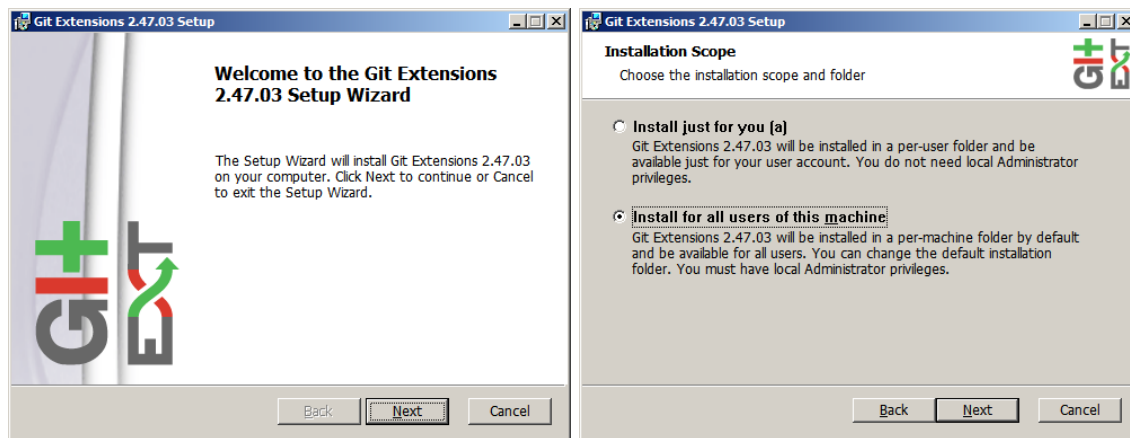 Git Extensions 2.47.03 Setup
Welcome to the Git Extensions
2.47.03 Setup Wizard
The Setup Wizard will install Git Extensions 2.47.03
on your computer. Click Next to continue or Cancel
to exit the Setup Wizard.
GIT
EXT
Back
Next
Cancel
Git Extensions 2.47.03 Setup
Installation Scope
Choose the installation scope and folder
GIT
EXT
Install just for you (a)
Git Extensions 2.47.03 will be installed in a per-user folder and be
available just for your user account. You do not need local Administrator
privileges.
Install for all users of this machine
Git Extensions 2.47.03 will be installed in a per-machine folder by default
and be available for all users. You can change the default installation
folder. You must have local Administrator privileges.
Back
Next
Cancel